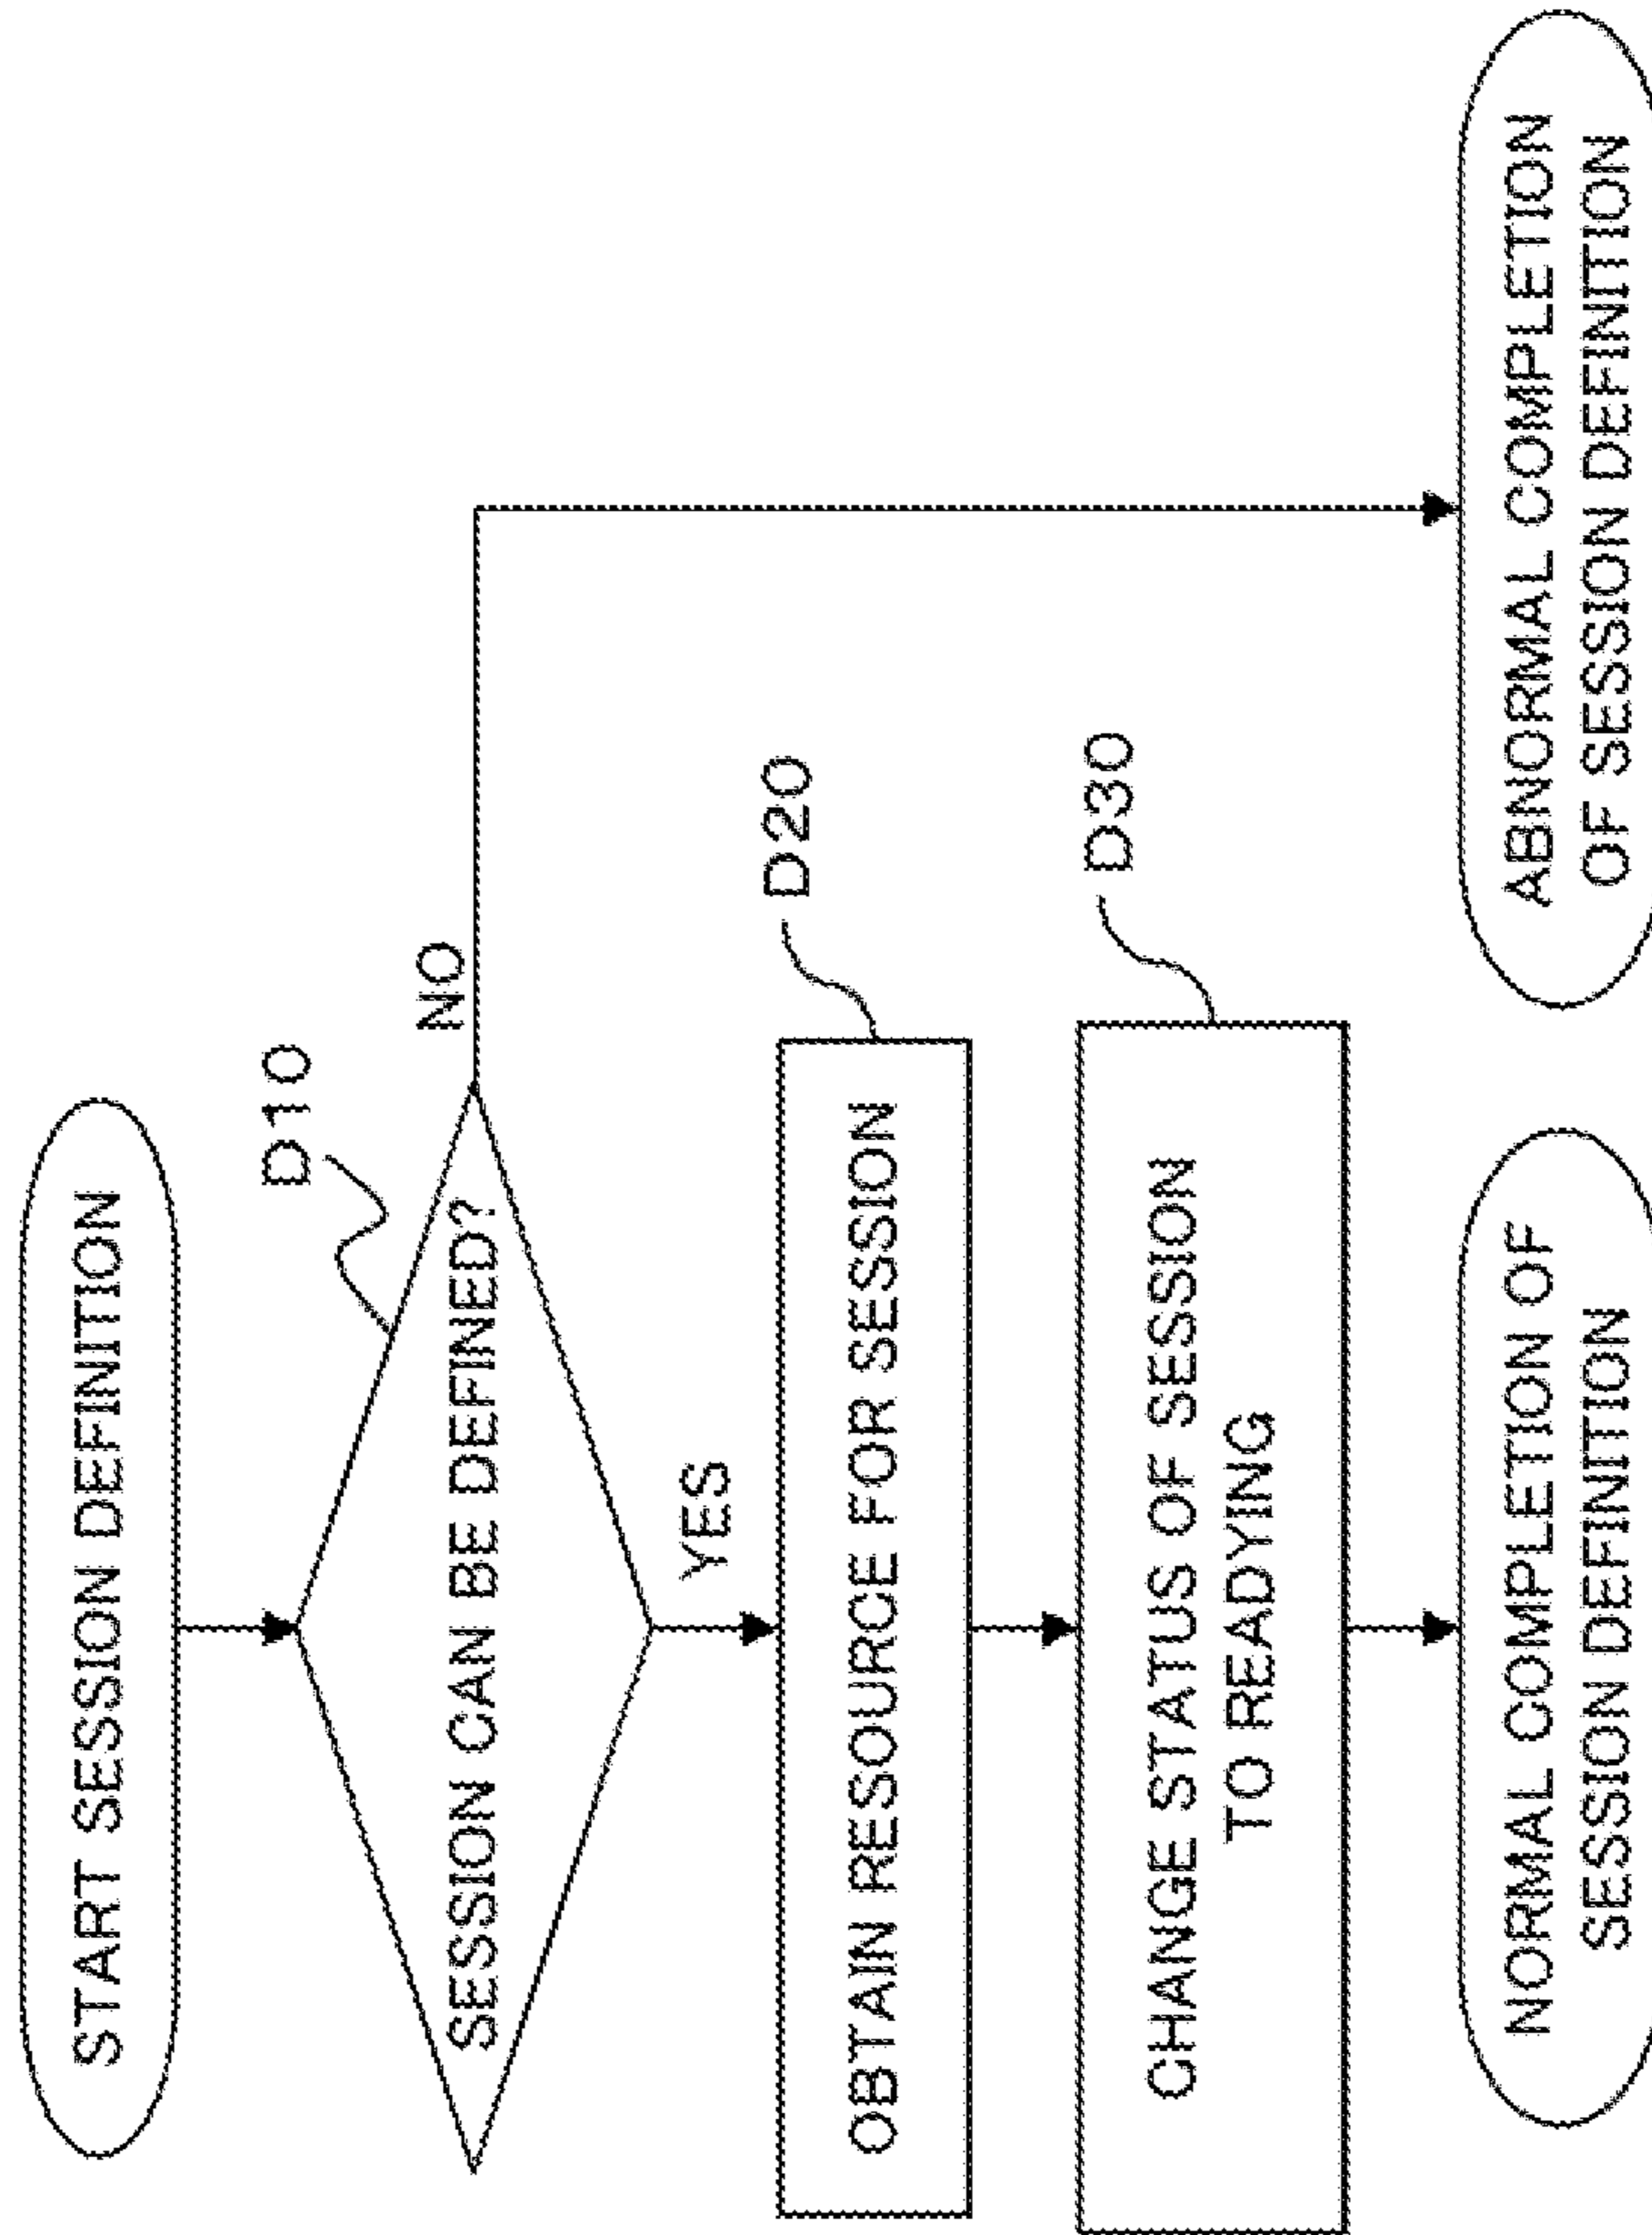 START SESSION DEFINITION
D10
SESSION CAN BE DEFINED?
NO
YES
D20
OBTAIN RESOURCE FOR SESSION
D30
CHANGE STATUS OF SESSION
TO READYING
NORMAL COMPLETION OF
SESSION DEFINITION
ABNORMAL COMPLETION
OF SESSION DEFINITION